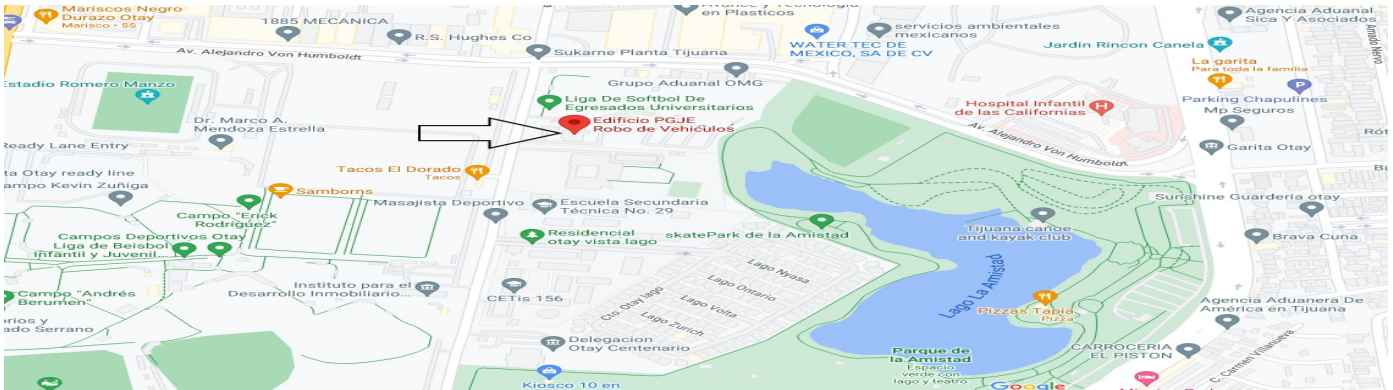 Mariscos Negro
Durazo Otay
Marisco - SS
1885 MECANICA
R.S. Hughes Co
en Plasticos
servicios ambientales
mexicanos
Agencia Aduanal
Sica Y Asociados
Av. Alejandro Von Humboldt
Sukarne Planta Tijuana
WATER TEC DE
MEXICO, SA DE CV
Jardin Rincon Canela
Amado Nervo
La garita
Para toda la familia
Estadio Romero Manzo
Grupo Aduanal OMG
Liga De Softbol De
Egresados Universitarios
Edificio PGJE
Robo de Vehículos
Hospital Infantil
de las Californias
Parking Chapulines
Mp Seguros
Dr. Marco A.
Mendoza Estrella
Av. Alejandro Von Humboldt
Garita Otay
Ready Lane Entry
Otay ready line
Kevin Zuñiga
Tacos El Dorado
Tacos
Samborns
Masajista Deportivo
Escuela Secundaria
Técnica No. 29
Sunshine Guarderia otay
Campo "Erick
Rodríguez"
Campos Deportivos Otay
Liga de Beisbol
Infantil y Juvenil...
Residencial
otay vista lago
skatePark de la Amistad
Tijuana canoe
and kayak club
Brava Cuna
Lago Nyasa
Lago Ontario
Lago Volta
Lago Zurich
Cto. Otay lago
Lago La Amistad
Instituto para el
Desarrollo Inmobiliario...
CETis 156
Campo "Andrés
Berumen"
Pizzas Tapia
Pizza
Agencia Aduanera De
América en Tijuana
Serrano
Delegacion
Otay Centenario
Parque de
la Amistad
Espacio
verde con
lago y teatro
CARROCERIA
EL PISTON
C. Carmen Villanueva
Kiosco 10 en
Google